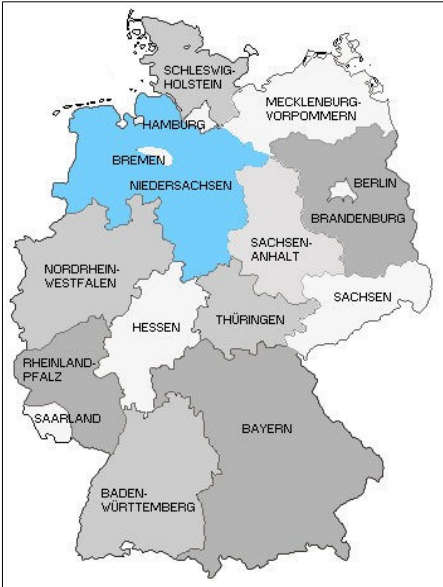 SCHLESWIG-
HOLSTEIN
MECKLENBURG-
VORPOMMERN
HAMBURG
BREMEN
NIEDERSACHSEN
BERLIN
BRANDENBURG
SACHSEN-
ANHALT
NORDRHEIN-
WESTFALEN
SACHSEN
HESSEN
THÜRINGEN
RHEINLAND-
PFALZ
SAARLAND
BAYERN
BADEN-
WÜRTTEMBERG